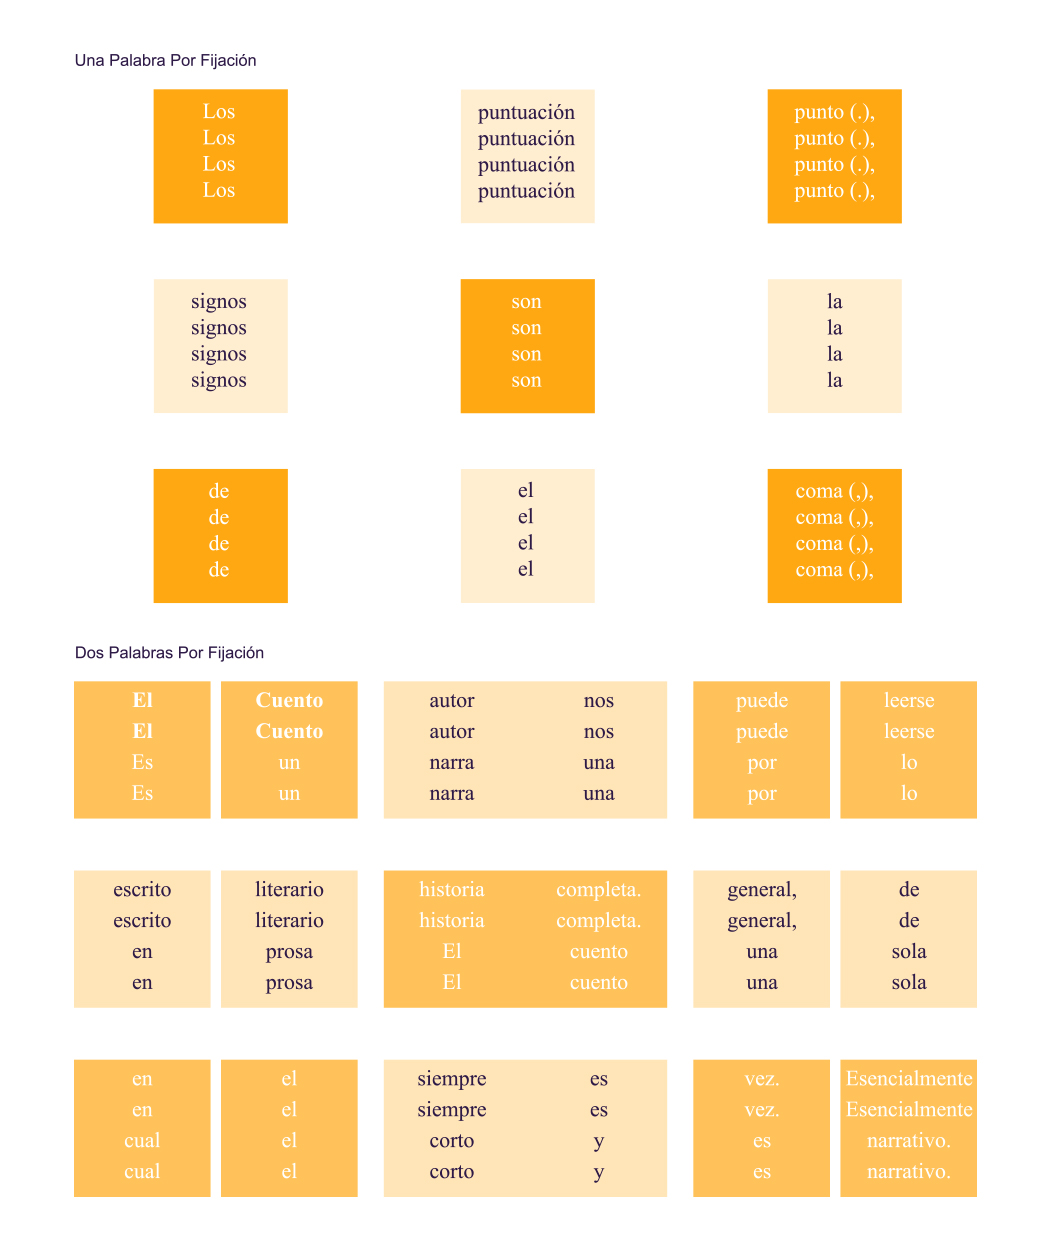 Una Palabra Por Fijación
Los
Los
Los
Los
signos
signos
signos
signos
de
de
de
de
puntuación
puntuación
puntuación
puntuación
son
son
son
son
el
el
el
el
punto (.),
punto (.),
punto (.),
punto (.),
la
la
la
la
coma (,),
coma (,),
coma (,),
coma (,),
Dos Palabras Por Fijación
El Cuento
El Cuento
Es un
Es un
escrito literario
escrito literario
en prosa
en prosa
en el
en el
cual el
cual el
autor nos
autor nos
narra una
narra una
historia completa.
historia completa.
El cuento
El cuento
siempre es
siempre es
corto y
corto y
puede leerse
puede leerse
por lo
por lo
general, de
general, de
una sola
una sola
vez. Esencialmente
vez. Esencialmente
es narrativo.
es narrativo.